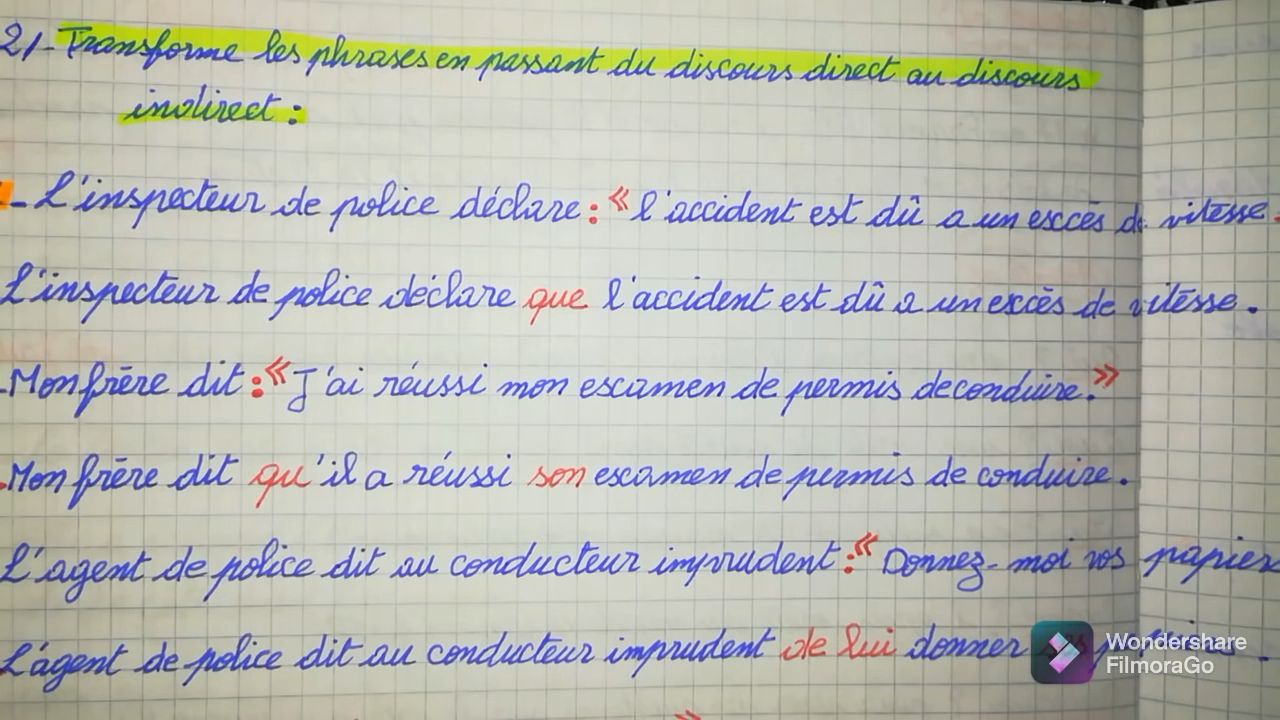 2/- Transforme les phrases en passant du discours direct au discours
indirect :
- L'inspecteur de police déclare : « l'accident est dû a un excès de vitesse.
L'inspecteur de police déclare que l'accident est dû a un excès de vitesse.
- Mon frère dit : « J'ai réussi mon examen de permis de conduire. »
- Mon frère dit qu'il a réussi son examen de permis de conduire.
L'agent de police dit au conducteur imprudent : « Donnez-moi vos papiers
L'agent de police dit au conducteur imprudent de lui donner
Wondershare
FilmoraGo